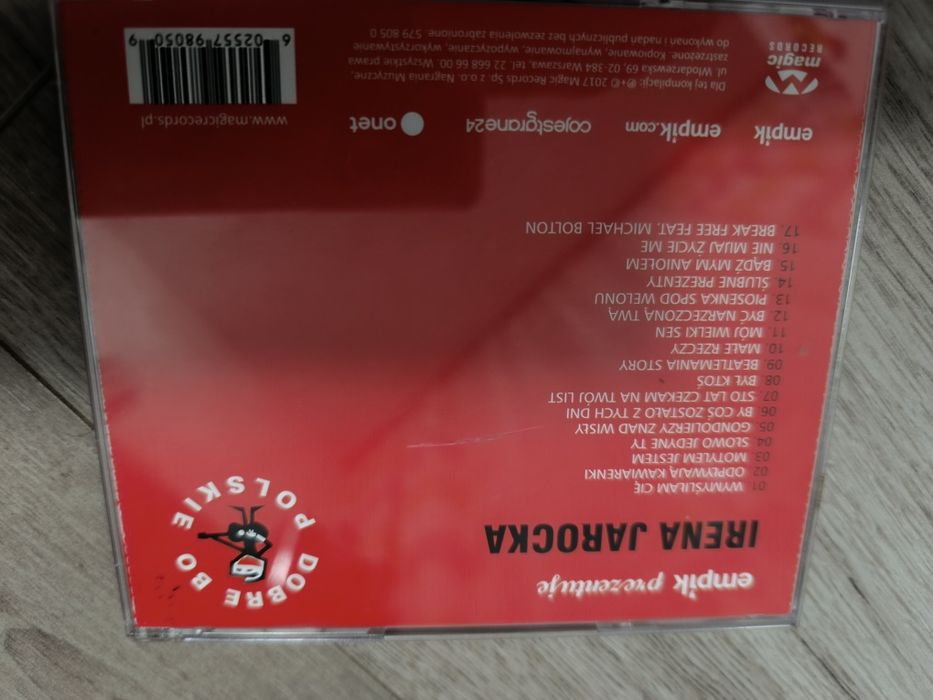 empik prezentuje
IRENA JAROCKA
DOBRE BO POLSKIE
01. WYMYŚLIŁAM CIĘ
02. ODPŁYWAJĄ KAWIARENKI
03. MOTYLEM JESTEM
04. SŁOWO JEDYNE TY
05. GONDOLIERZY ZNAD WISŁY
06. BY COŚ ZOSTAŁO Z TYCH DNI
07. STO LAT CZEKAM NA TWÓJ LIST
08. BYŁ KTOŚ
09. BEATLEMANIA STORY
10. MAŁE RZECZY
11. MÓJ WIELKI SEN
12. BYĆ NARZECZONĄ TWĄ
13. PIOSENKA SPOD WELONU
14. ŚLUBNE PREZENTY
15. BĄDŹ MYM ANIOŁEM
16. NIE MIJAJ ŻYCIE ME
17. BREAK FREE FEAT. MICHAEL BOLTON
empik empik.com cojestgrane24 onet
www.magicrecords.pl
magic
RECORDS
Dla tej kompilacji: ℗+© 2017 Magic Records Sp. z o.o., Nagrania Muzyczne,
ul. Włodarzewska 69, 02-384 Warszawa, tel. 22 668 66 00. Wszystkie prawa
zastrzeżone. Kopiowanie, wynajmowanie, wypożyczanie, wykorzystywanie
do wykonań i nadań publicznych bez zezwolenia zabronione. 579 805 0
6 02557 98050 9